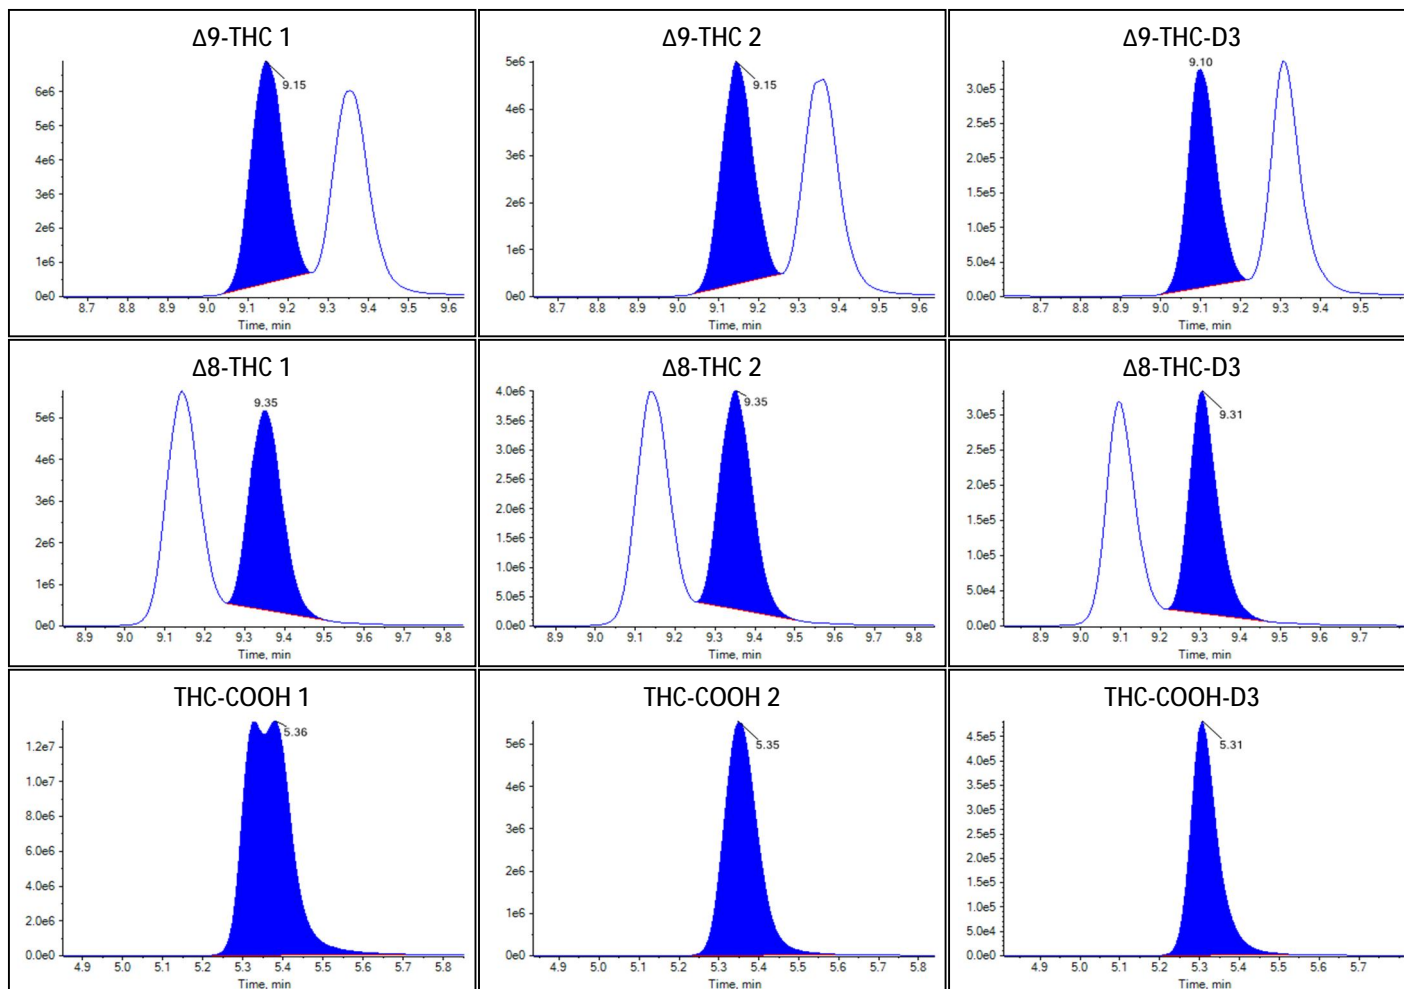 Δ9-THC 1
9.15
6e6
5e6
4e6
3e6
2e6
1e6
0e0
8.7 8.8 8.9 9.0 9.1 9.2 9.3 9.4 9.5 9.6
Time, min
Δ9-THC 2
5e6
9.15
4e6
3e6
2e6
1e6
0e0
8.7 8.8 8.9 9.0 9.1 9.2 9.3 9.4 9.5 9.6
Time, min
Δ9-THC-D3
9.10
3.0e5
2.5e5
2.0e5
1.5e5
1.0e5
5.0e4
0.0e0
8.7 8.8 8.9 9.0 9.1 9.2 9.3 9.4 9.5
Time, min
Δ8-THC 1
9.35
5e6
4e6
3e6
2e6
1e6
0e0
8.9 9.0 9.1 9.2 9.3 9.4 9.5 9.6 9.7 9.8
Time, min
Δ8-THC 2
4.0e6
9.35
3.5e6
3.0e6
2.5e6
2.0e6
1.5e6
1.0e6
5.0e5
0.0e0
8.9 9.0 9.1 9.2 9.3 9.4 9.5 9.6 9.7 9.8
Time, min
Δ8-THC-D3
9.31
3.0e5
2.5e5
2.0e5
1.5e5
1.0e5
5.0e4
0.0e0
8.9 9.0 9.1 9.2 9.3 9.4 9.5 9.6 9.7
Time, min
THC-COOH 1
5.36
1.2e7
1.0e7
8.0e6
6.0e6
4.0e6
2.0e6
0.0e0
4.9 5.0 5.1 5.2 5.3 5.4 5.5 5.6 5.7 5.8
Time, min
THC-COOH 2
5.35
5e6
4e6
3e6
2e6
1e6
0e0
4.9 5.0 5.1 5.2 5.3 5.4 5.5 5.6 5.7 5.8
Time, min
THC-COOH-D3
5.31
4.5e5
4.0e5
3.5e5
3.0e5
2.5e5
2.0e5
1.5e5
1.0e5
5.0e4
0.0e0
4.9 5.0 5.1 5.2 5.3 5.4 5.5 5.6 5.7
Time, min